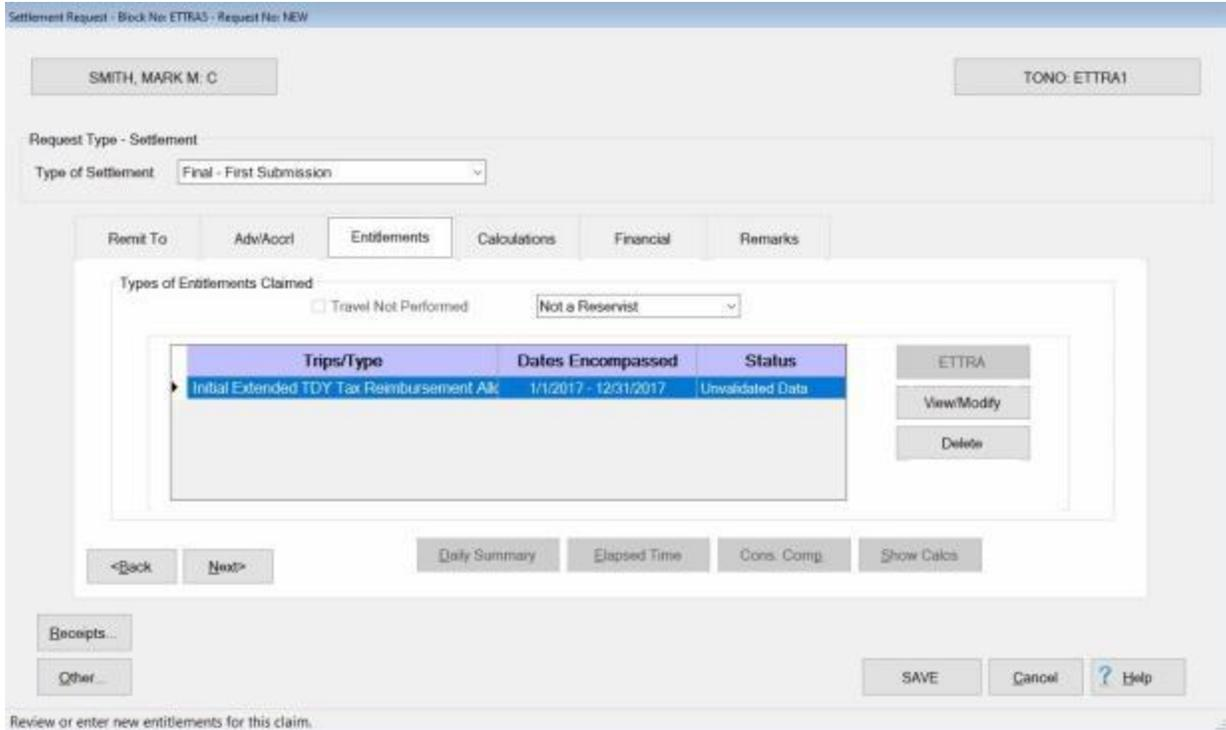 Settlement Request - Block No: ETTRA5 - Request No: NEW
SMITH, MARK M: C
TONO: ETTRA1
Request Type - Settlement
Type of Settlement Final - First Submission
Remit To Adv/Accrl Entitlements Calculations Financial Remarks
Types of Entitlements Claimed
Travel Not Performed Not a Reservist
Trips/Type Dates Encompassed Status
Initial Extended TDY Tax Reimbursement Allo 1/1/2017 - 12/31/2017 Unvalidated Data
ETTRA
View/Modify
Delete
<Back Next> Daily Summary Elapsed Time Cons. Comp. Show Calcs
Receipts...
Other...
SAVE Cancel ? Help
Review or enter new entitlements for this claim.